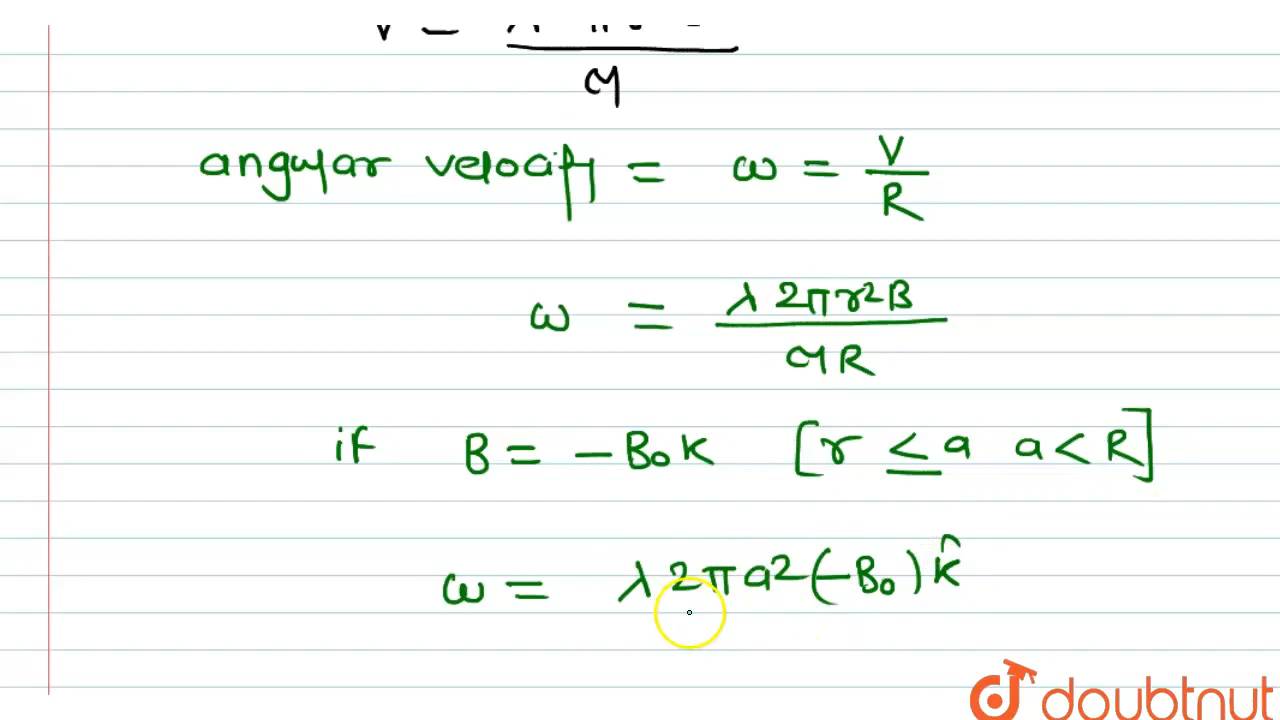 M
angular velocity = ω = V/R
ω = λ 2πr²B / MR
if B = −B₀K [r ≤ a a < R]
ω = λ 2πa²(−B₀)k̂
doubtnut